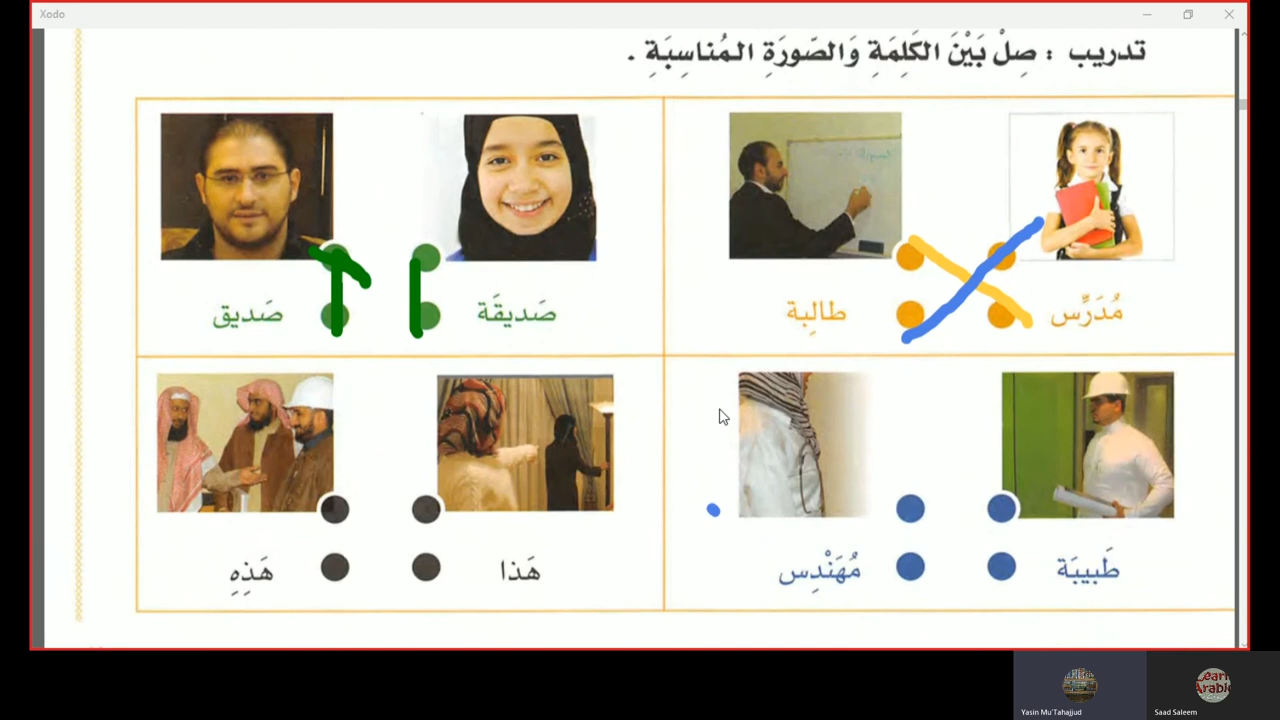 Xodo
تدريب : صِلْ بَيْنَ الكَلِمَةِ وَالصّورَةِ المُناسِبَةِ .
مُدَرِّس
طالِبة
صَديقَة
صَديق
طَبيبَة
مُهَنْدِس
هَذا
هَذِهِ
Yasin Mu'Tahajjud
Saad Saleem